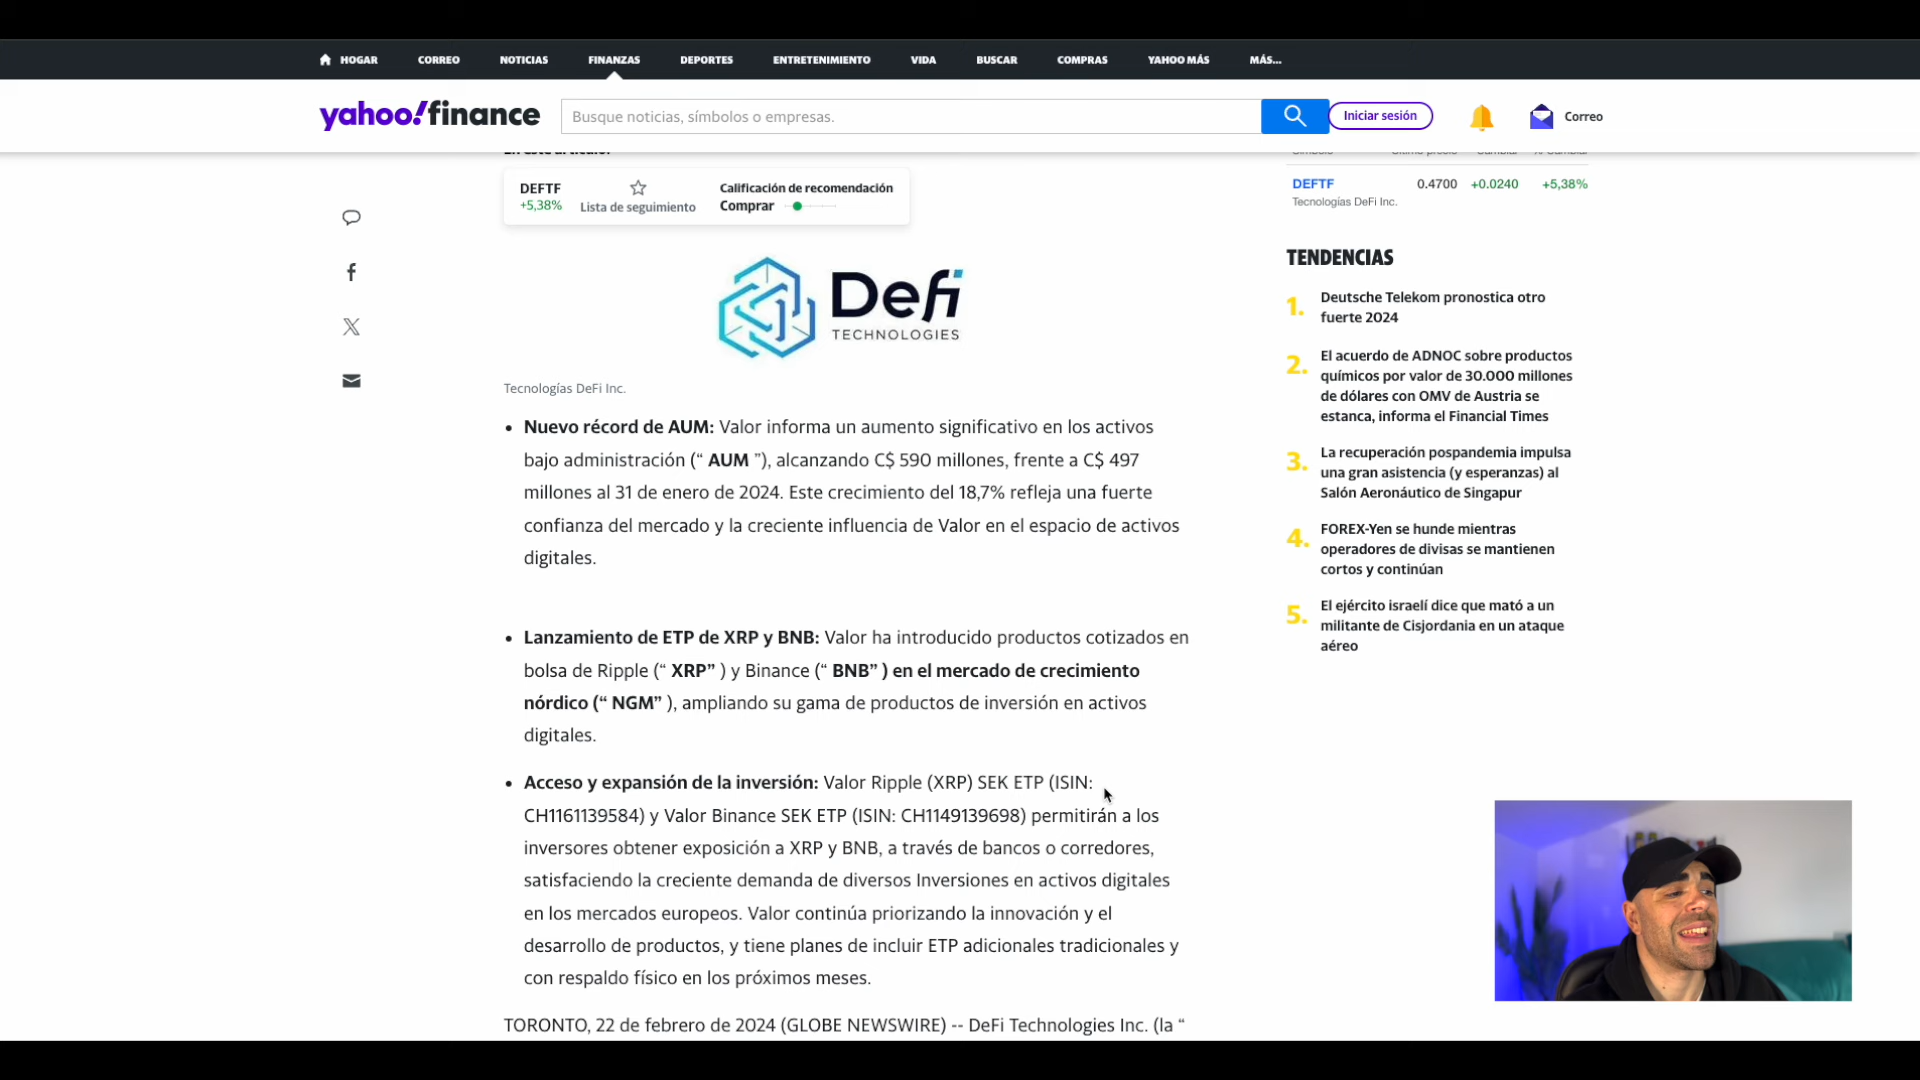 HOGAR CORREO NOTICIAS FINANZAS DEPORTES ENTRETENIMIENTO VIDA BUSCAR COMPRAS YAHOO MÁS MÁS...
yahoo!finance
Busque noticias, símbolos o empresas.
Iniciar sesión
Correo
En este artículo:
DEFTF
+5,38%
Lista de seguimiento
Calificación de recomendación
Comprar
Defi
TECHNOLOGIES
Tecnologías DeFi Inc.
• Nuevo récord de AUM: Valor informa un aumento significativo en los activos
bajo administración (“ AUM ”), alcanzando C$ 590 millones, frente a C$ 497
millones al 31 de enero de 2024. Este crecimiento del 18,7% refleja una fuerte
confianza del mercado y la creciente influencia de Valor en el espacio de activos
digitales.
• Lanzamiento de ETP de XRP y BNB: Valor ha introducido productos cotizados en
bolsa de Ripple (“ XRP” ) y Binance (“ BNB” ) en el mercado de crecimiento
nórdico (“ NGM” ), ampliando su gama de productos de inversión en activos
digitales.
• Acceso y expansión de la inversión: Valor Ripple (XRP) SEK ETP (ISIN:
CH1161139584) y Valor Binance SEK ETP (ISIN: CH1149139698) permitirán a los
inversores obtener exposición a XRP y BNB, a través de bancos o corredores,
satisfaciendo la creciente demanda de diversos Inversiones en activos digitales
en los mercados europeos. Valor continúa priorizando la innovación y el
desarrollo de productos, y tiene planes de incluir ETP adicionales tradicionales y
con respaldo físico en los próximos meses.
TORONTO, 22 de febrero de 2024 (GLOBE NEWSWIRE) -- DeFi Technologies Inc. (la “
DEFTF 0.4700 +0.0240 +5,38%
Tecnologías DeFi Inc.
TENDENCIAS
1. Deutsche Telekom pronostica otro
fuerte 2024
2. El acuerdo de ADNOC sobre productos
químicos por valor de 30.000 millones
de dólares con OMV de Austria se
estanca, informa el Financial Times
3. La recuperación pospandemia impulsa
una gran asistencia (y esperanzas) al
Salón Aeronáutico de Singapur
4. FOREX-Yen se hunde mientras
operadores de divisas se mantienen
cortos y continúan
5. El ejército israelí dice que mató a un
militante de Cisjordania en un ataque
aéreo